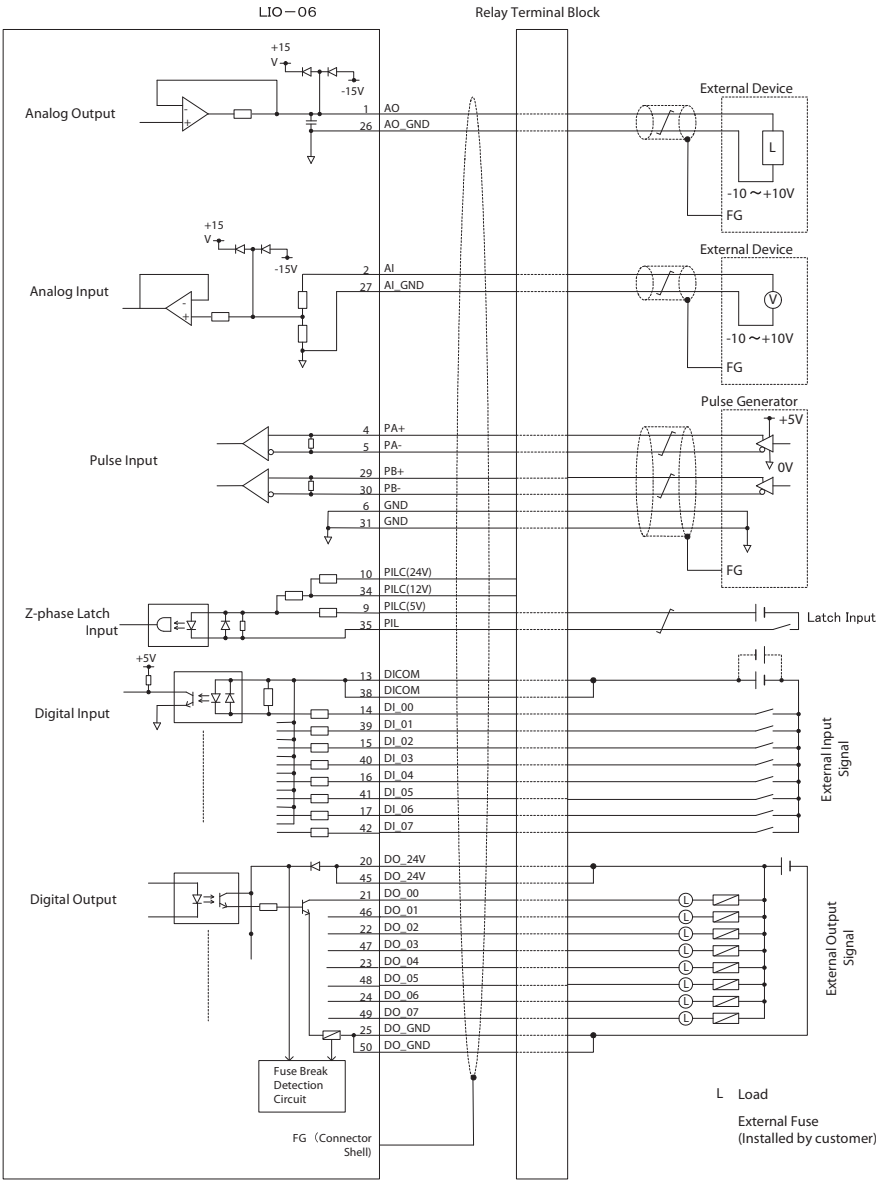 LIO－06
Relay Terminal Block
+15
V
-15V
Analog Output
-
+
1 AO
26 AO_GND
External Device
L
-10～+10V
FG
+15
V
-15V
Analog Input
-
+
2 AI
27 AI_GND
External Device
V
-10～+10V
FG
Pulse Generator
+5V
0V
Pulse Input
4 PA+
5 PA-
29 PB+
30 PB-
6 GND
31 GND
FG
Z-phase Latch
Input
10 PILC(24V)
34 PILC(12V)
9 PILC(5V)
35 PIL
Latch Input
+5V
Digital Input
13 DICOM
38 DICOM
14 DI_00
39 DI_01
15 DI_02
40 DI_03
16 DI_04
41 DI_05
17 DI_06
42 DI_07
External Input
Signal
Digital Output
20 DO_24V
45 DO_24V
21 DO_00
46 DO_01
22 DO_02
47 DO_03
23 DO_04
48 DO_05
24 DO_06
49 DO_07
25 DO_GND
50 DO_GND
L
L
L
L
L
L
L
L
External Output
Signal
Fuse Break
Detection
Circuit
FG（Connector
Shell)
L Load
External Fuse
(Installed by customer)